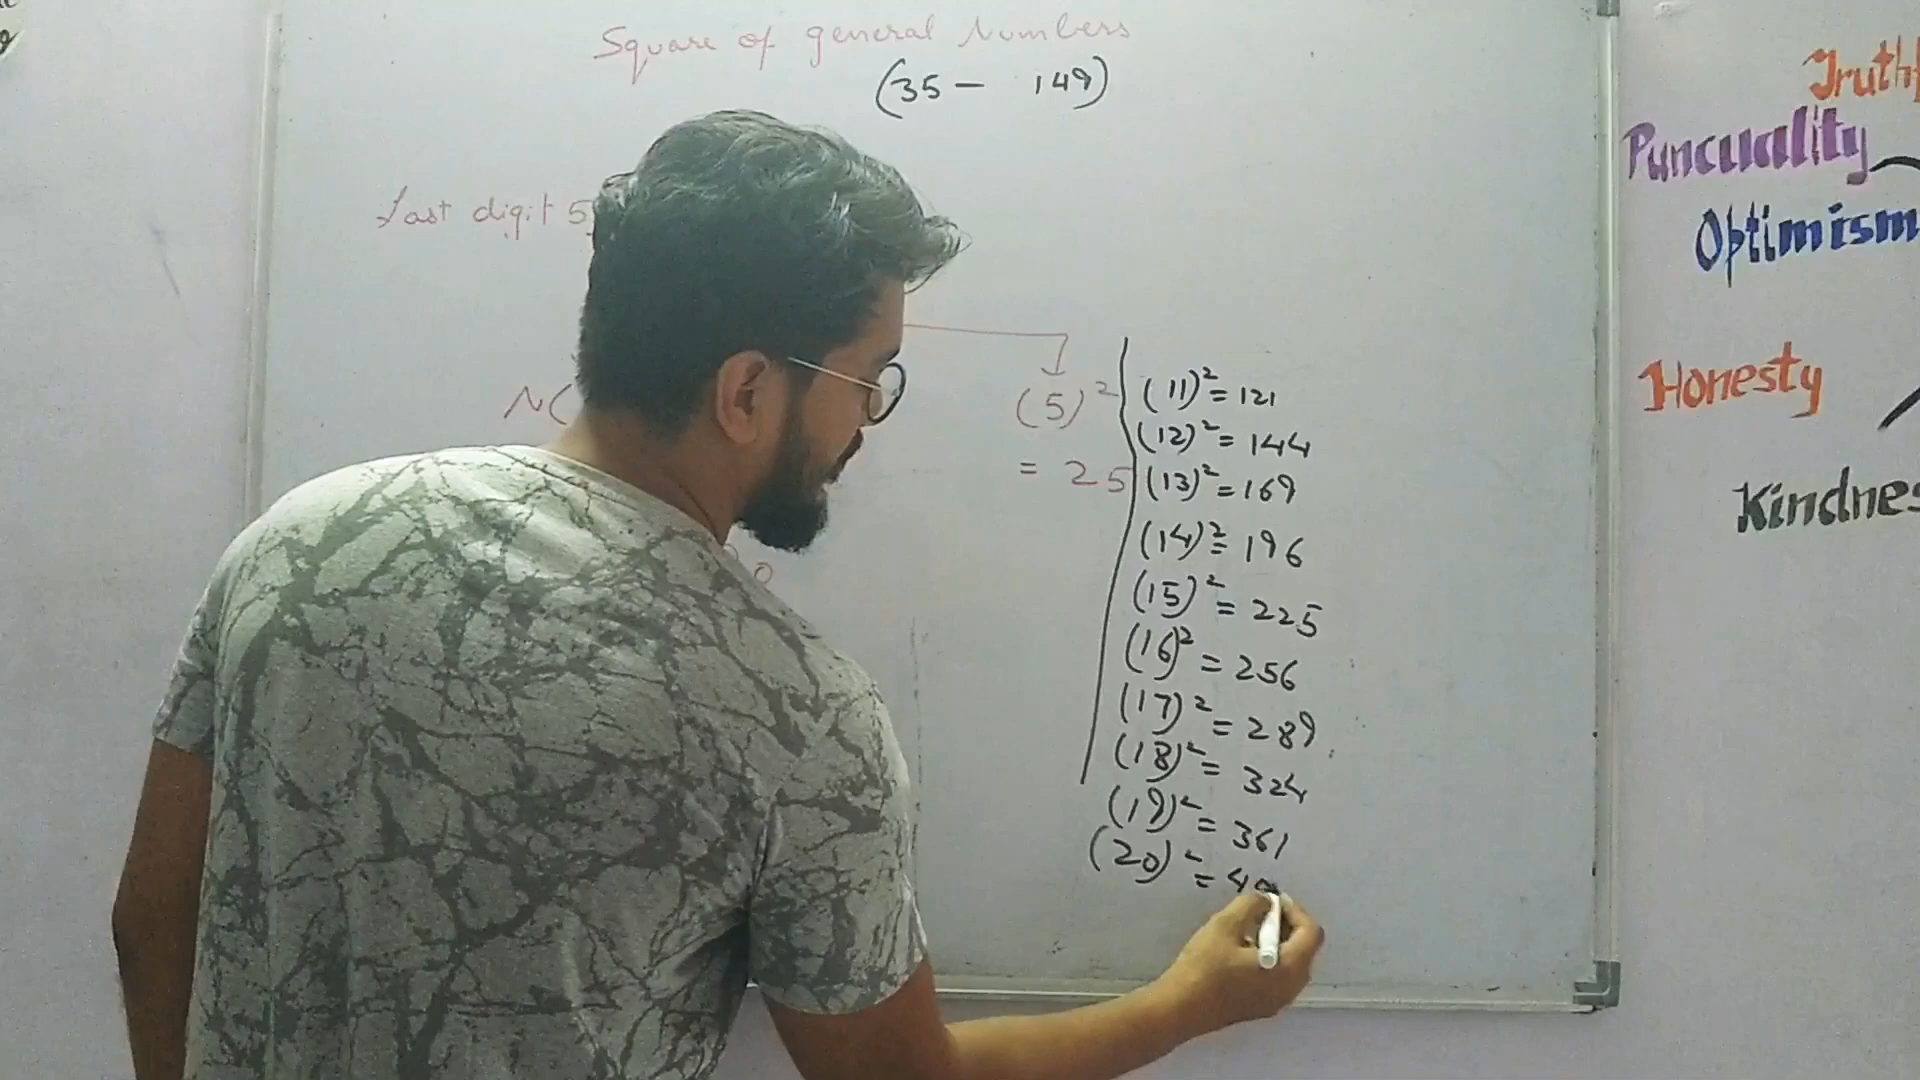 Square of general Numbers
(35 - 149)
Last digit 5
N(
(5)²
= 25
(11)² = 121
(12)² = 144
(13)² = 169
(14)² = 196
(15)² = 225
(16)² = 256
(17)² = 289
(18)² = 324
(19)² = 361
(20)² = 40
Truthf
Puncuality
Optimism
Honesty
Kindnes